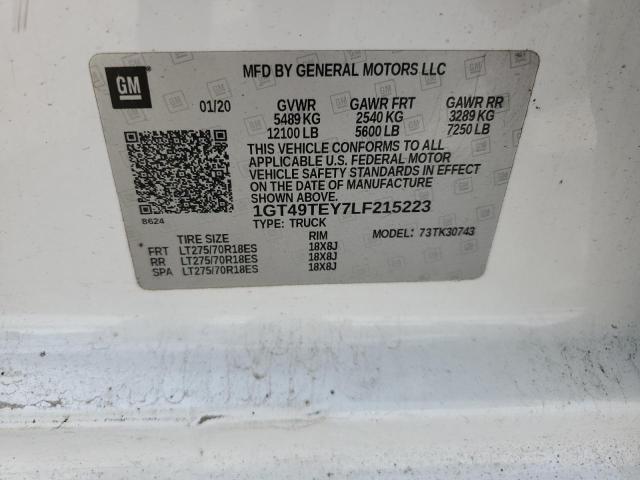 GM
MFD BY GENERAL MOTORS LLC
01/20 GVWR GAWR FRT GAWR RR
5489 KG 2540 KG 3289 KG
12100 LB 5600 LB 7250 LB
THIS VEHICLE CONFORMS TO ALL
APPLICABLE U.S. FEDERAL MOTOR
VEHICLE SAFETY STANDARDS IN EFFECT
ON THE DATE OF MANUFACTURE
SHOWN ABOVE.
1GT49TEY7LF215223
8624 TYPE: TRUCK
TIRE SIZE RIM MODEL: 73TK30743
FRT LT275/70R18ES 18X8J
RR LT275/70R18ES 18X8J
SPA LT275/70R18ES 18X8J